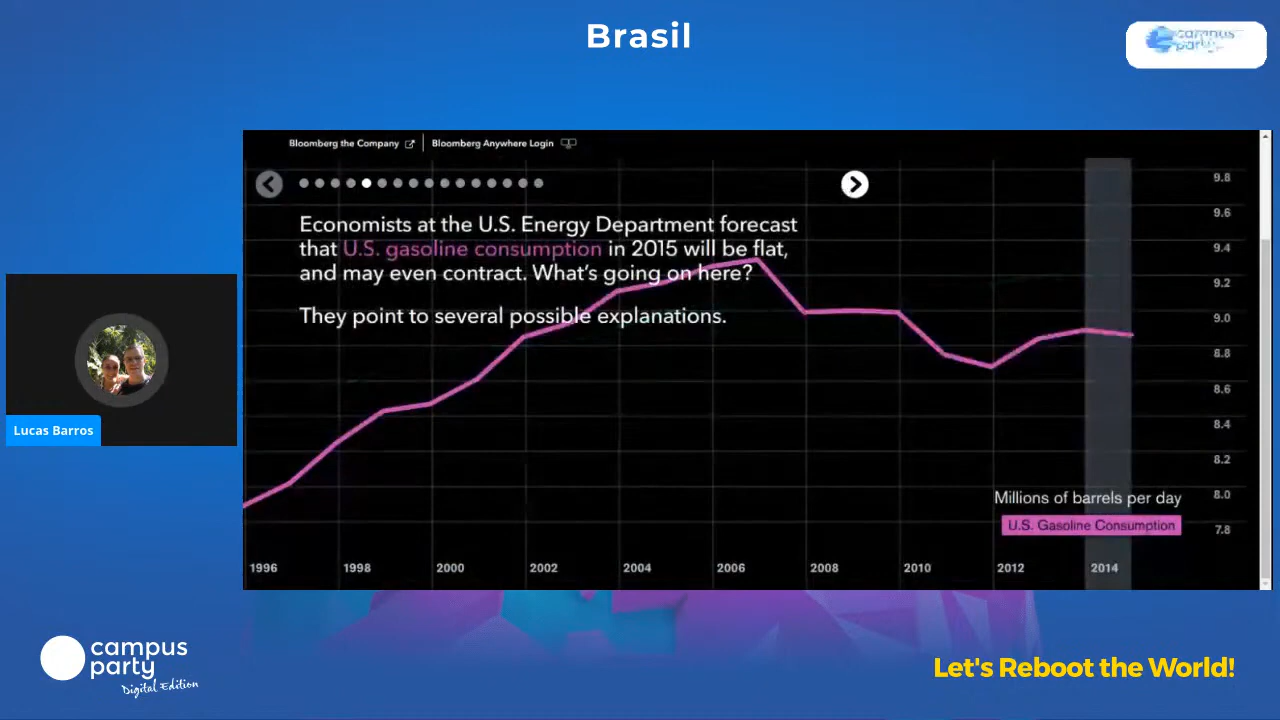 Brasil
campus
party
Bloomberg the Company
Bloomberg Anywhere Login
Economists at the U.S. Energy Department forecast
that U.S. gasoline consumption in 2015 will be flat,
and may even contract. What's going on here?
They point to several possible explanations.
9.8
9.6
9.4
9.2
9.0
8.8
8.6
8.4
8.2
8.0
7.8
Millions of barrels per day
U.S. Gasoline Consumption
1996
1998
2000
2002
2004
2006
2008
2010
2012
2014
Lucas Barros
campus
party
Digital Edition
Let's Reboot the World!